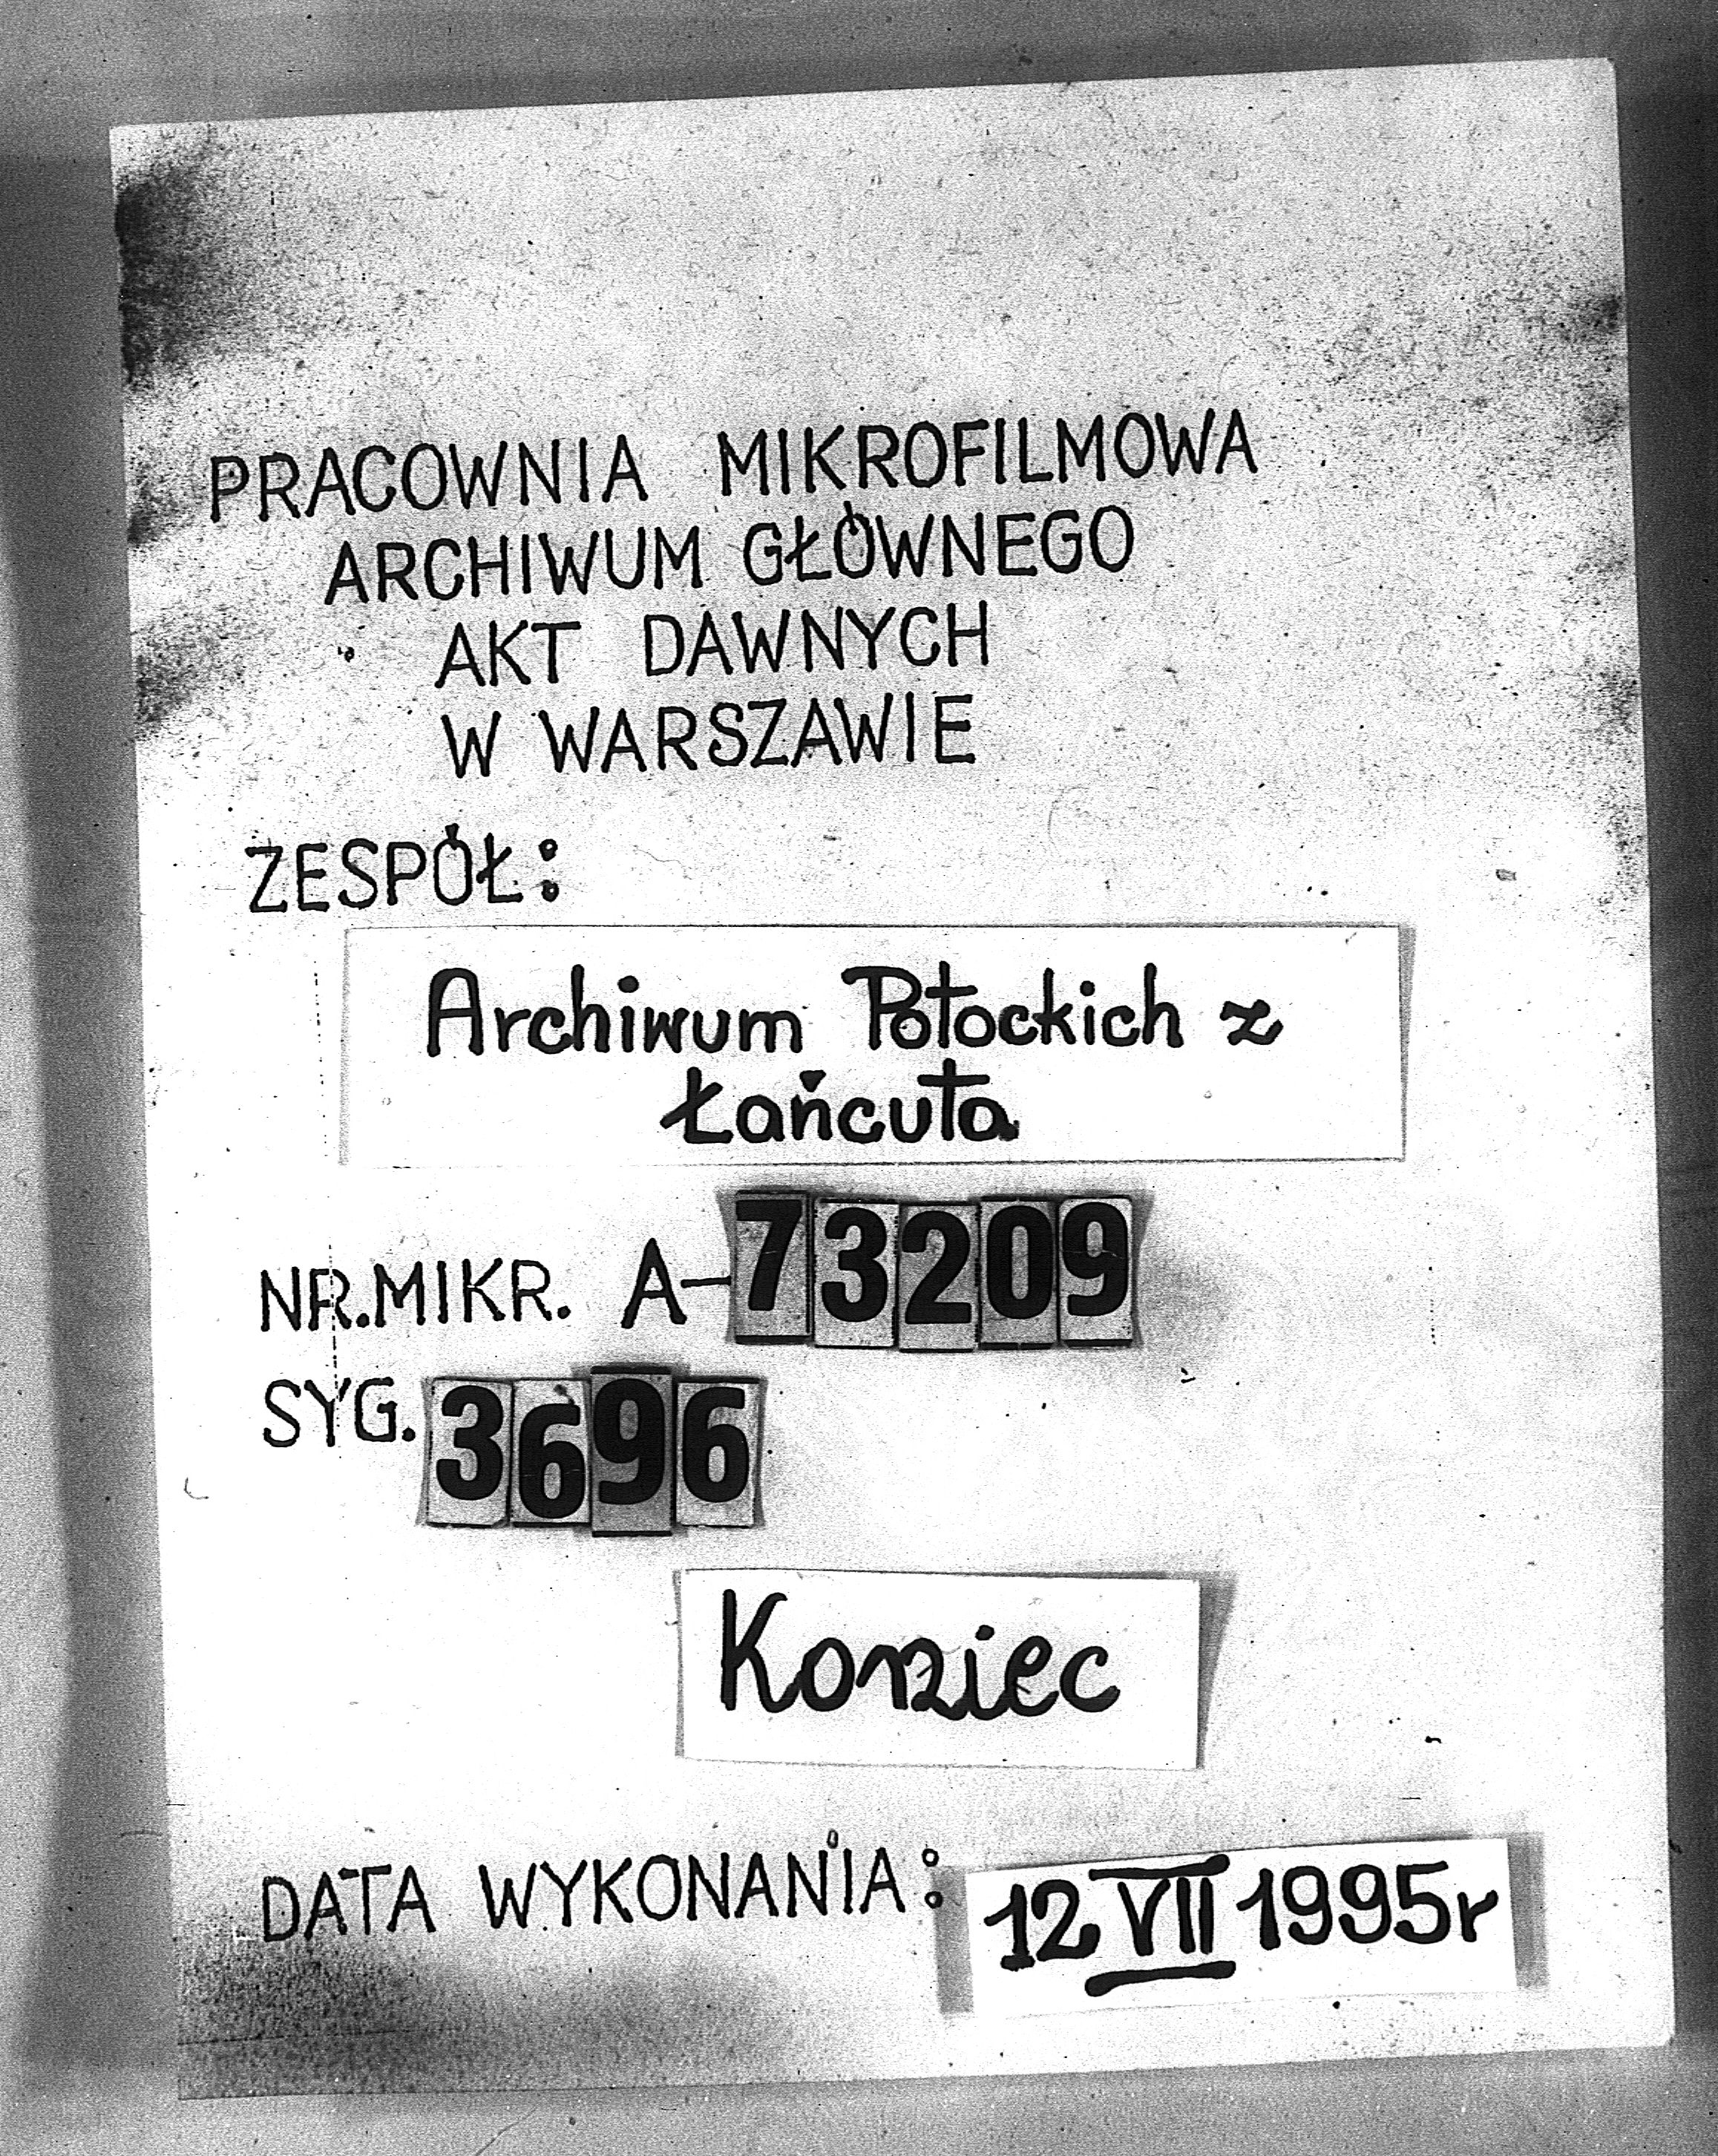 PRACOWNIA MIKROFILMOWA
ARCHIWUM GŁÓWNEGO
AKT DAWNYCH
W WARSZAWIE
ZESPÓŁ:
Archiwum Potockich z
Łańcuta
NR.MIKR. A-73209
SYG. 3696
Koniec
DATA WYKONANIA: 12 VII 1995r